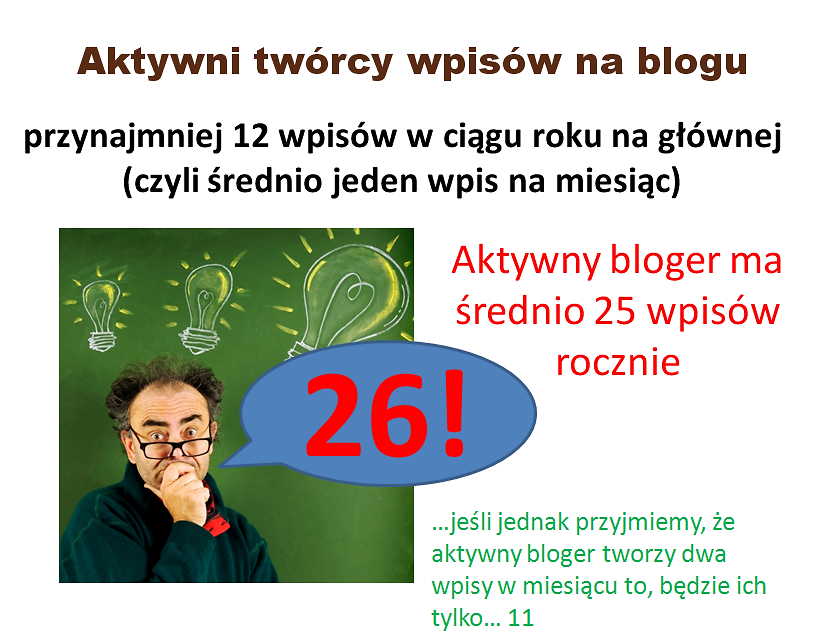 Aktywni twórcy wpisów na blogu
przynajmniej 12 wpisów w ciągu roku na głównej
(czyli średnio jeden wpis na miesiąc)
Aktywny bloger ma
średnio 25 wpisów
rocznie
26!
...jeśli jednak przyjmiemy, że
aktywny bloger tworzy dwa
wpisy w miesiącu to, będzie ich
tylko... 11